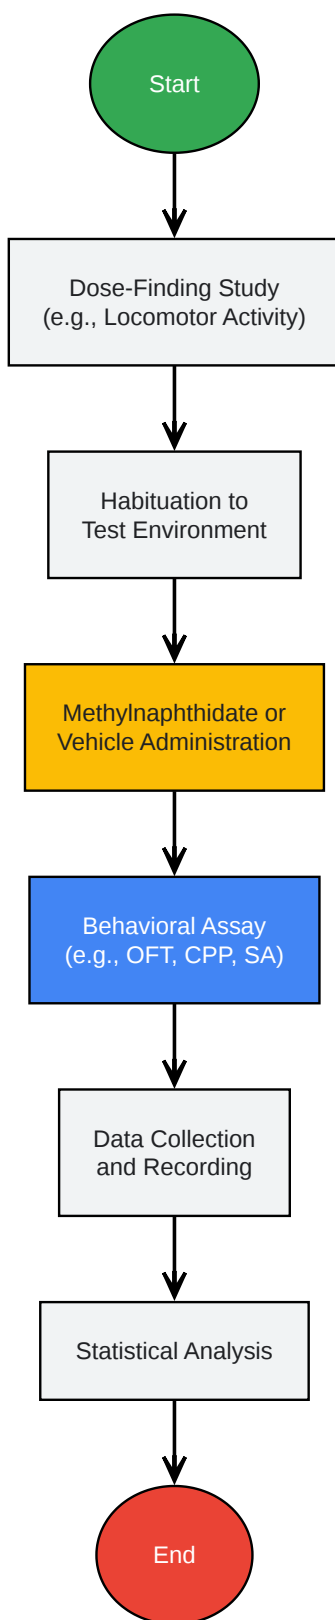 Start
Dose-Finding Study
(e.g., Locomotor Activity)
Habituation to
Test Environment
Methylnaphthidate or
Vehicle Administration
Behavioral Assay
(e.g., OFT, CPP, SA)
Data Collection
and Recording
Statistical Analysis
End